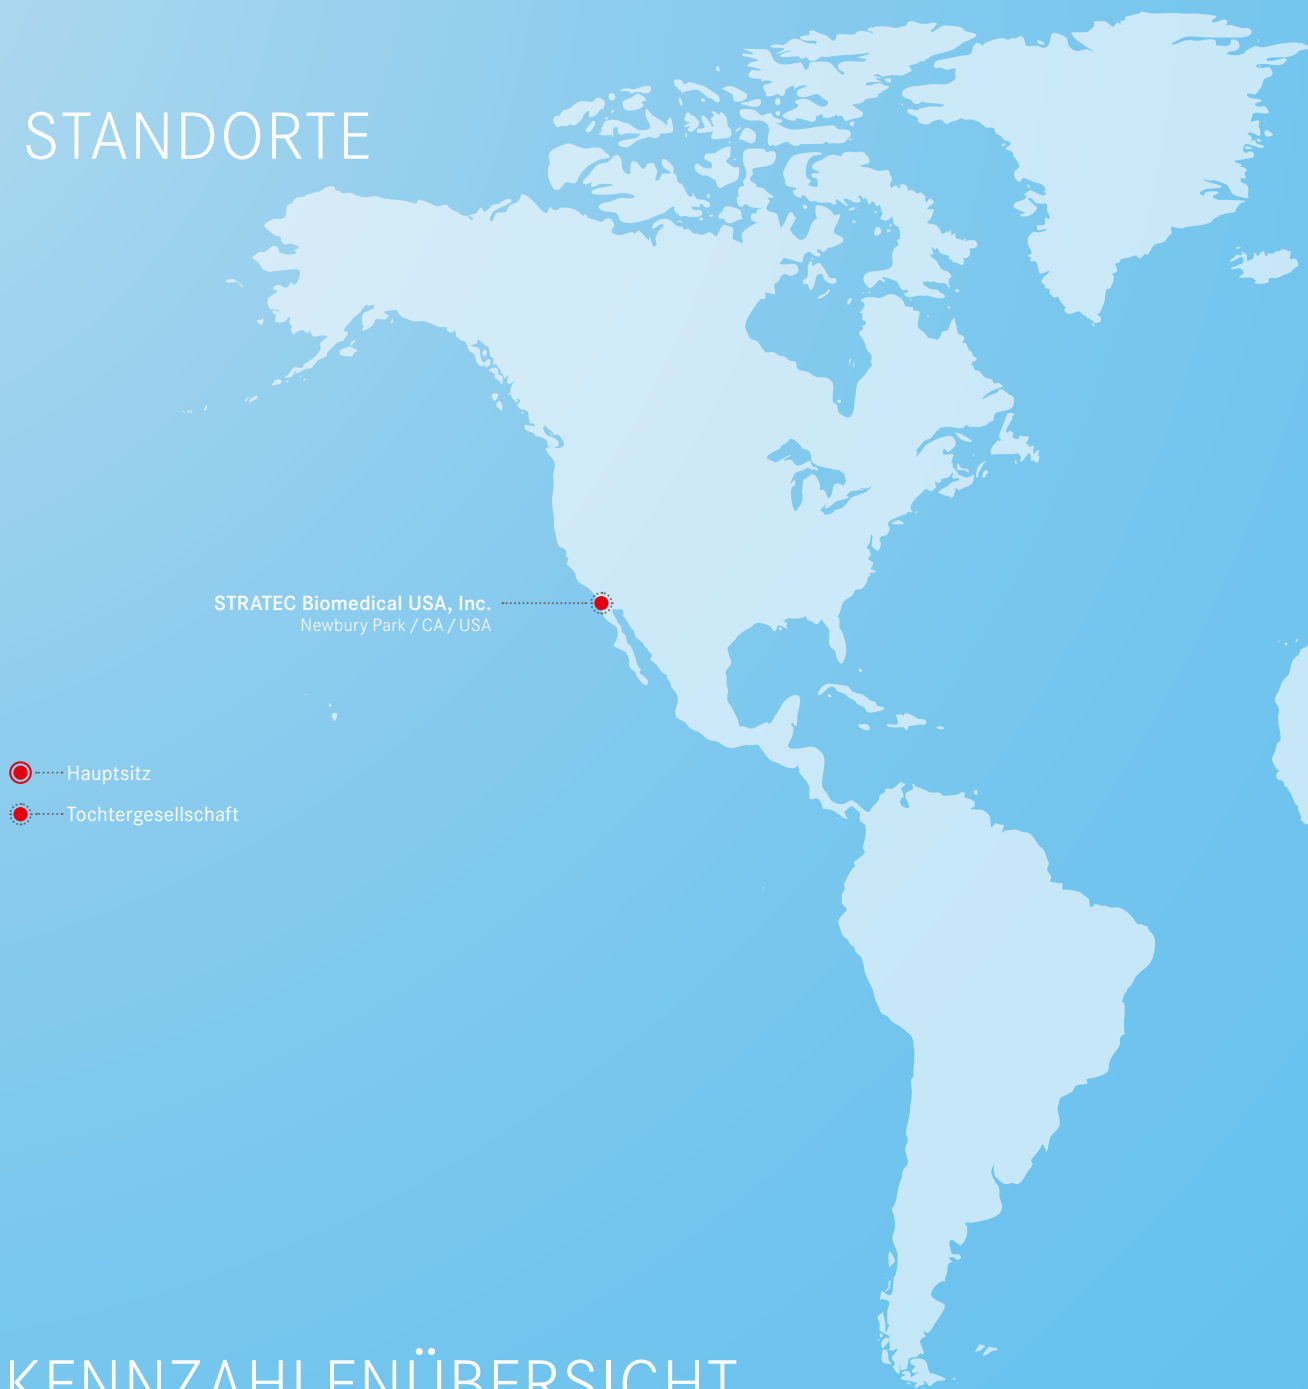 STANDORTE
STRATEC Biomedical USA, Inc.
Newbury Park / CA / USA
Hauptsitz
Tochtergesellschaft
KENNZAHLENÜBERSICHT